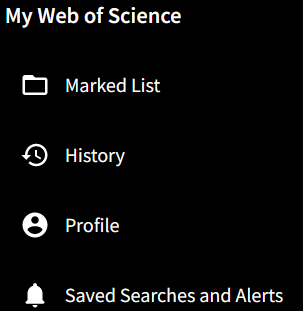 My Web of Science
Marked List
History
Profile
Saved Searches and Alerts